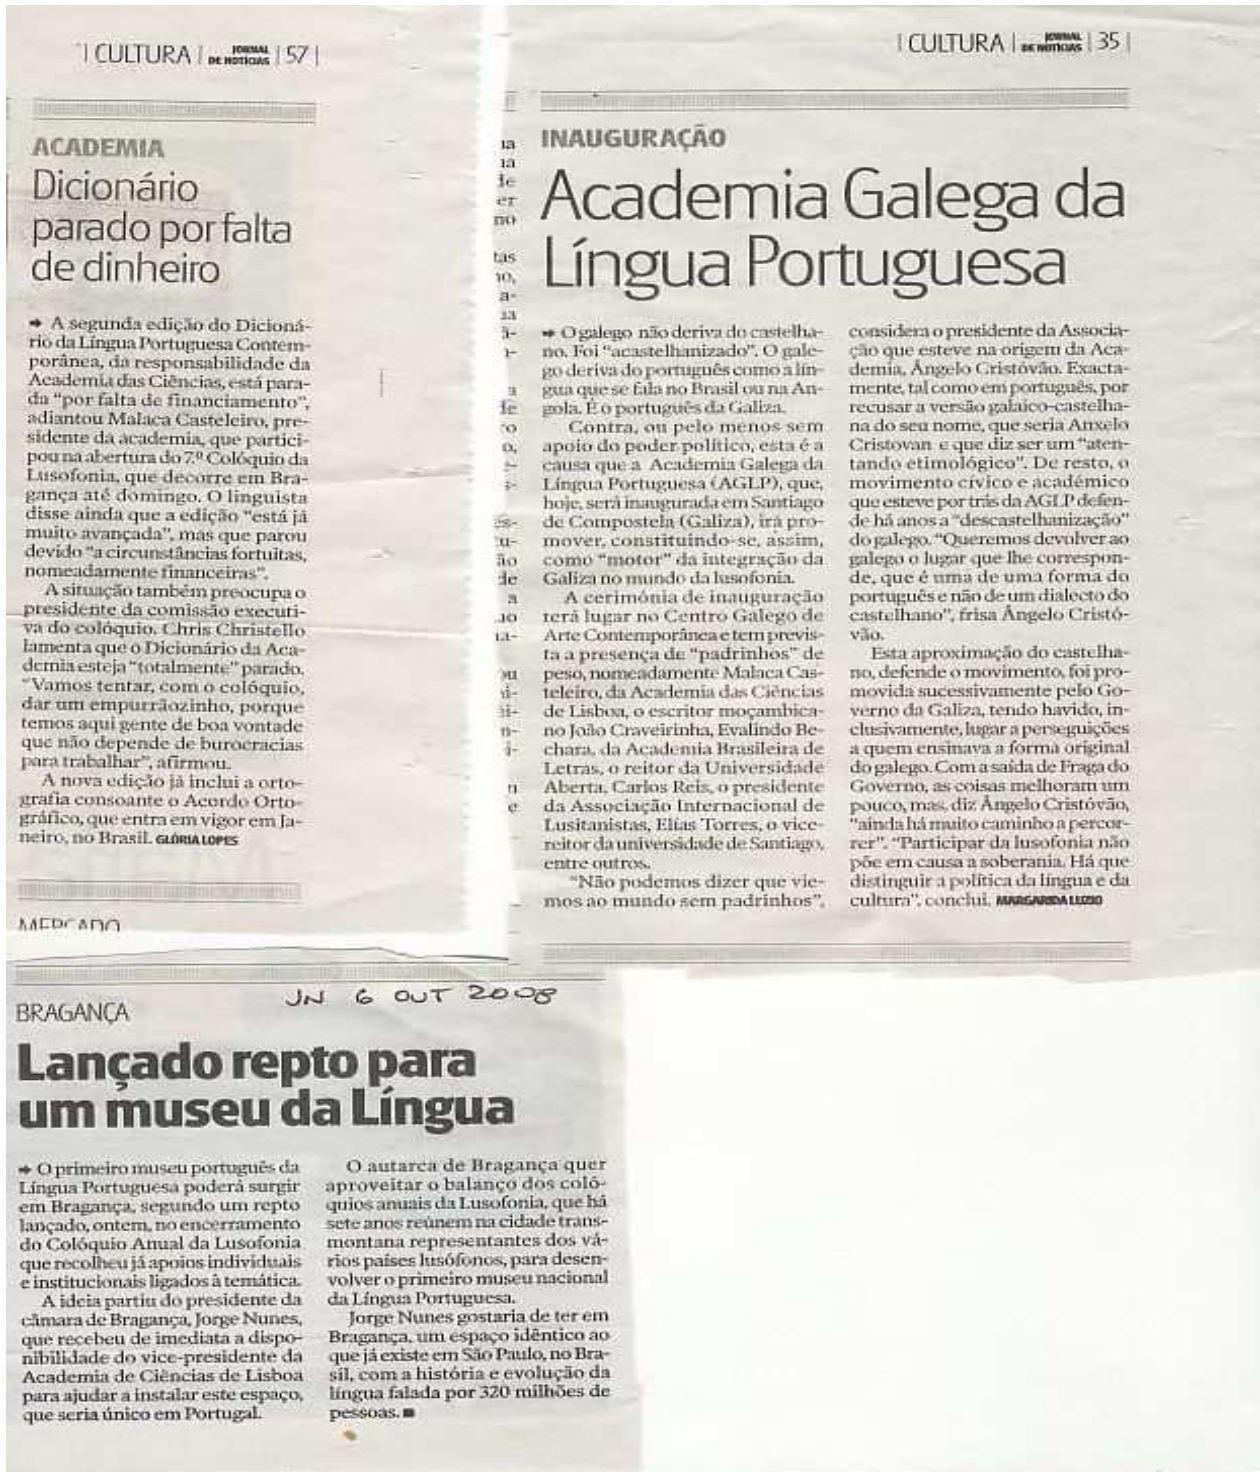 | CULTURA | JORNAL DE NOTÍCIAS | 57 |
ACADEMIA
Dicionário
parado por falta
de dinheiro
➜ A segunda edição do Dicioná-
rio da Língua Portuguesa Contem-
porânea, da responsabilidade da
Academia das Ciências, está para-
da “por falta de financiamento”,
adiantou Malaca Casteleiro, pre-
sidente da academia, que partici-
pou na abertura do 7.º Colóquio da
Lusofonia, que decorre em Bra-
gança até domingo. O linguista
disse ainda que a edição “está já
muito avançada”, mas que parou
devido “a circunstâncias fortuitas,
nomeadamente financeiras”.
A situação também preocupa o
presidente da comissão executi-
va do colóquio. Chris Christello
lamenta que o Dicionário da Aca-
demia esteja “totalmente” parado.
“Vamos tentar, com o colóquio,
dar um empurrãozinho, porque
temos aqui gente de boa vontade
que não depende de burocracias
para trabalhar”, afirmou.
A nova edição já inclui a orto-
grafia consoante o Acordo Orto-
gráfico, que entra em vigor em Ja-
neiro, no Brasil. GLÓRIA LOPES
MERCADO
| CULTURA | JORNAL DE NOTÍCIAS | 35 |
INAUGURAÇÃO
Academia Galega da
Língua Portuguesa
➜ O galego não deriva do castelha-
no. Foi “acastelhanizado”. O gale-
go deriva do português como a lín-
gua que se fala no Brasil ou na An-
gola. É o português da Galiza.
Contra, ou pelo menos sem
apoio do poder político, esta é a
causa que a Academia Galega da
Língua Portuguesa (AGLP), que,
hoje, será inaugurada em Santiago
de Compostela (Galiza), irá pro-
mover, constituindo-se, assim,
como “motor” da integração da
Galiza no mundo da lusofonia.
A cerimónia de inauguração
terá lugar no Centro Galego de
Arte Contemporânea e tem previs-
ta a presença de “padrinhos” de
peso, nomeadamente Malaca Cas-
teleiro, da Academia das Ciências
de Lisboa, o escritor moçambica-
no João Craveirinha, Evalindo Be-
chara, da Academia Brasileira de
Letras, o reitor da Universidade
Aberta, Carlos Reis, o presidente
da Associação Internacional de
Lusitanistas, Elías Torres, o vice-
reitor da universidade de Santiago,
entre outros.
“Não podemos dizer que vie-
mos ao mundo sem padrinhos”,
considera o presidente da Associa-
ção que esteve na origem da Aca-
demia, Ângelo Cristóvão. Exacta-
mente, tal como em português, por
recusar a versão galaico-castelha-
na do seu nome, que seria Anxelo
Cristovan e que diz ser um “aten-
tando etimológico”. De resto, o
movimento cívico e académico
que esteve por trás da AGLP defen-
de há anos a “descastelhanização”
do galego. “Queremos devolver ao
galego o lugar que lhe correspon-
de, que é uma de uma forma do
português e não de um dialecto do
castelhano”, frisa Ângelo Cristó-
vão.
Esta aproximação do castelha-
no, defende o movimento, foi pro-
movida sucessivamente pelo Go-
verno da Galiza, tendo havido, in-
clusivamente, lugar a perseguições
a quem ensinava a forma original
do galego. Com a saída de Fraga do
Governo, as coisas melhoram um
pouco, mas, diz Ângelo Cristóvão,
“ainda há muito caminho a percor-
rer”. “Participar da lusofonia não
põe em causa a soberania. Há que
distinguir a política da língua e da
cultura”, conclui. MARGARIDA LUZIO
JN 6 OUT 2008
BRAGANÇA
Lançado repto para
um museu da Língua
➜ O primeiro museu português da
Língua Portuguesa poderá surgir
em Bragança, segundo um repto
lançado, ontem, no encerramento
do Colóquio Anual da Lusofonia
que recolheu já apoios individuais
e institucionais ligados à temática.
A ideia partiu do presidente da
câmara de Bragança, Jorge Nunes,
que recebeu de imediata a dispo-
nibilidade do vice-presidente da
Academia de Ciências de Lisboa
para ajudar a instalar este espaço,
que seria único em Portugal.
O autarca de Bragança quer
aproveitar o balanço dos coló-
quios anuais da Lusofonia, que há
sete anos reúnem na cidade trans-
montana representantes dos vá-
rios países lusófonos, para desen-
volver o primeiro museu nacional
da Língua Portuguesa.
Jorge Nunes gostaria de ter em
Bragança, um espaço idêntico ao
que já existe em São Paulo, no Bra-
sil, com a história e evolução da
língua falada por 320 milhões de
pessoas. ■